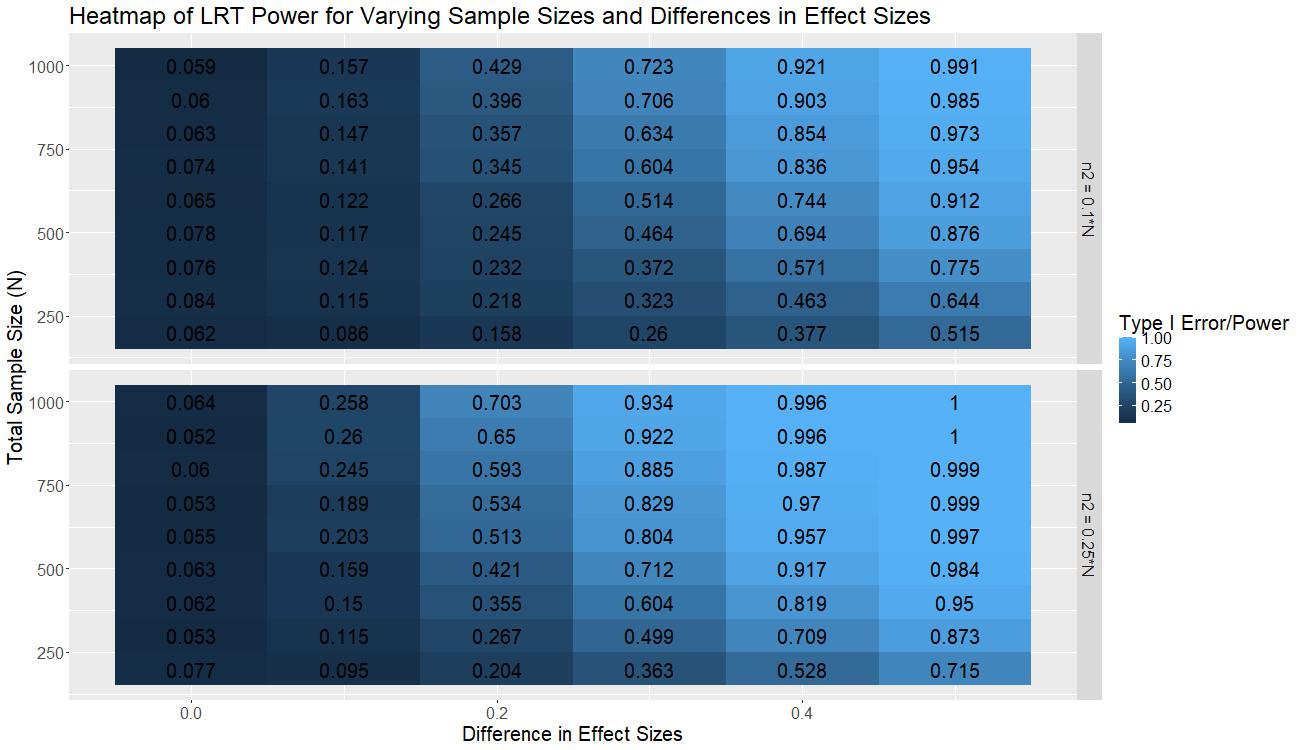 Heatmap of LRT Power for Varying Sample Sizes and Differences in Effect Sizes
Total Sample Size (N)
1000 0.059 0.157 0.429 0.723 0.921 0.991
0.06 0.163 0.396 0.706 0.903 0.985
0.063 0.147 0.357 0.634 0.854 0.973
750
0.074 0.141 0.345 0.604 0.836 0.954
0.065 0.122 0.266 0.514 0.744 0.912
500 0.078 0.117 0.245 0.464 0.694 0.876
0.076 0.124 0.232 0.372 0.571 0.775
0.084 0.115 0.218 0.323 0.463 0.644
250
0.062 0.086 0.158 0.26 0.377 0.515
n2 = 0.1*N
1000 0.064 0.258 0.703 0.934 0.996 1
0.052 0.26 0.65 0.922 0.996 1
0.06 0.245 0.593 0.885 0.987 0.999
750
0.053 0.189 0.534 0.829 0.97 0.999
0.055 0.203 0.513 0.804 0.957 0.997
500 0.063 0.159 0.421 0.712 0.917 0.984
0.062 0.15 0.355 0.604 0.819 0.95
0.053 0.115 0.267 0.499 0.709 0.873
250
0.077 0.095 0.204 0.363 0.528 0.715
n2 = 0.25*N
0.0 0.2 0.4
Difference in Effect Sizes
Type I Error/Power
1.00
0.75
0.50
0.25